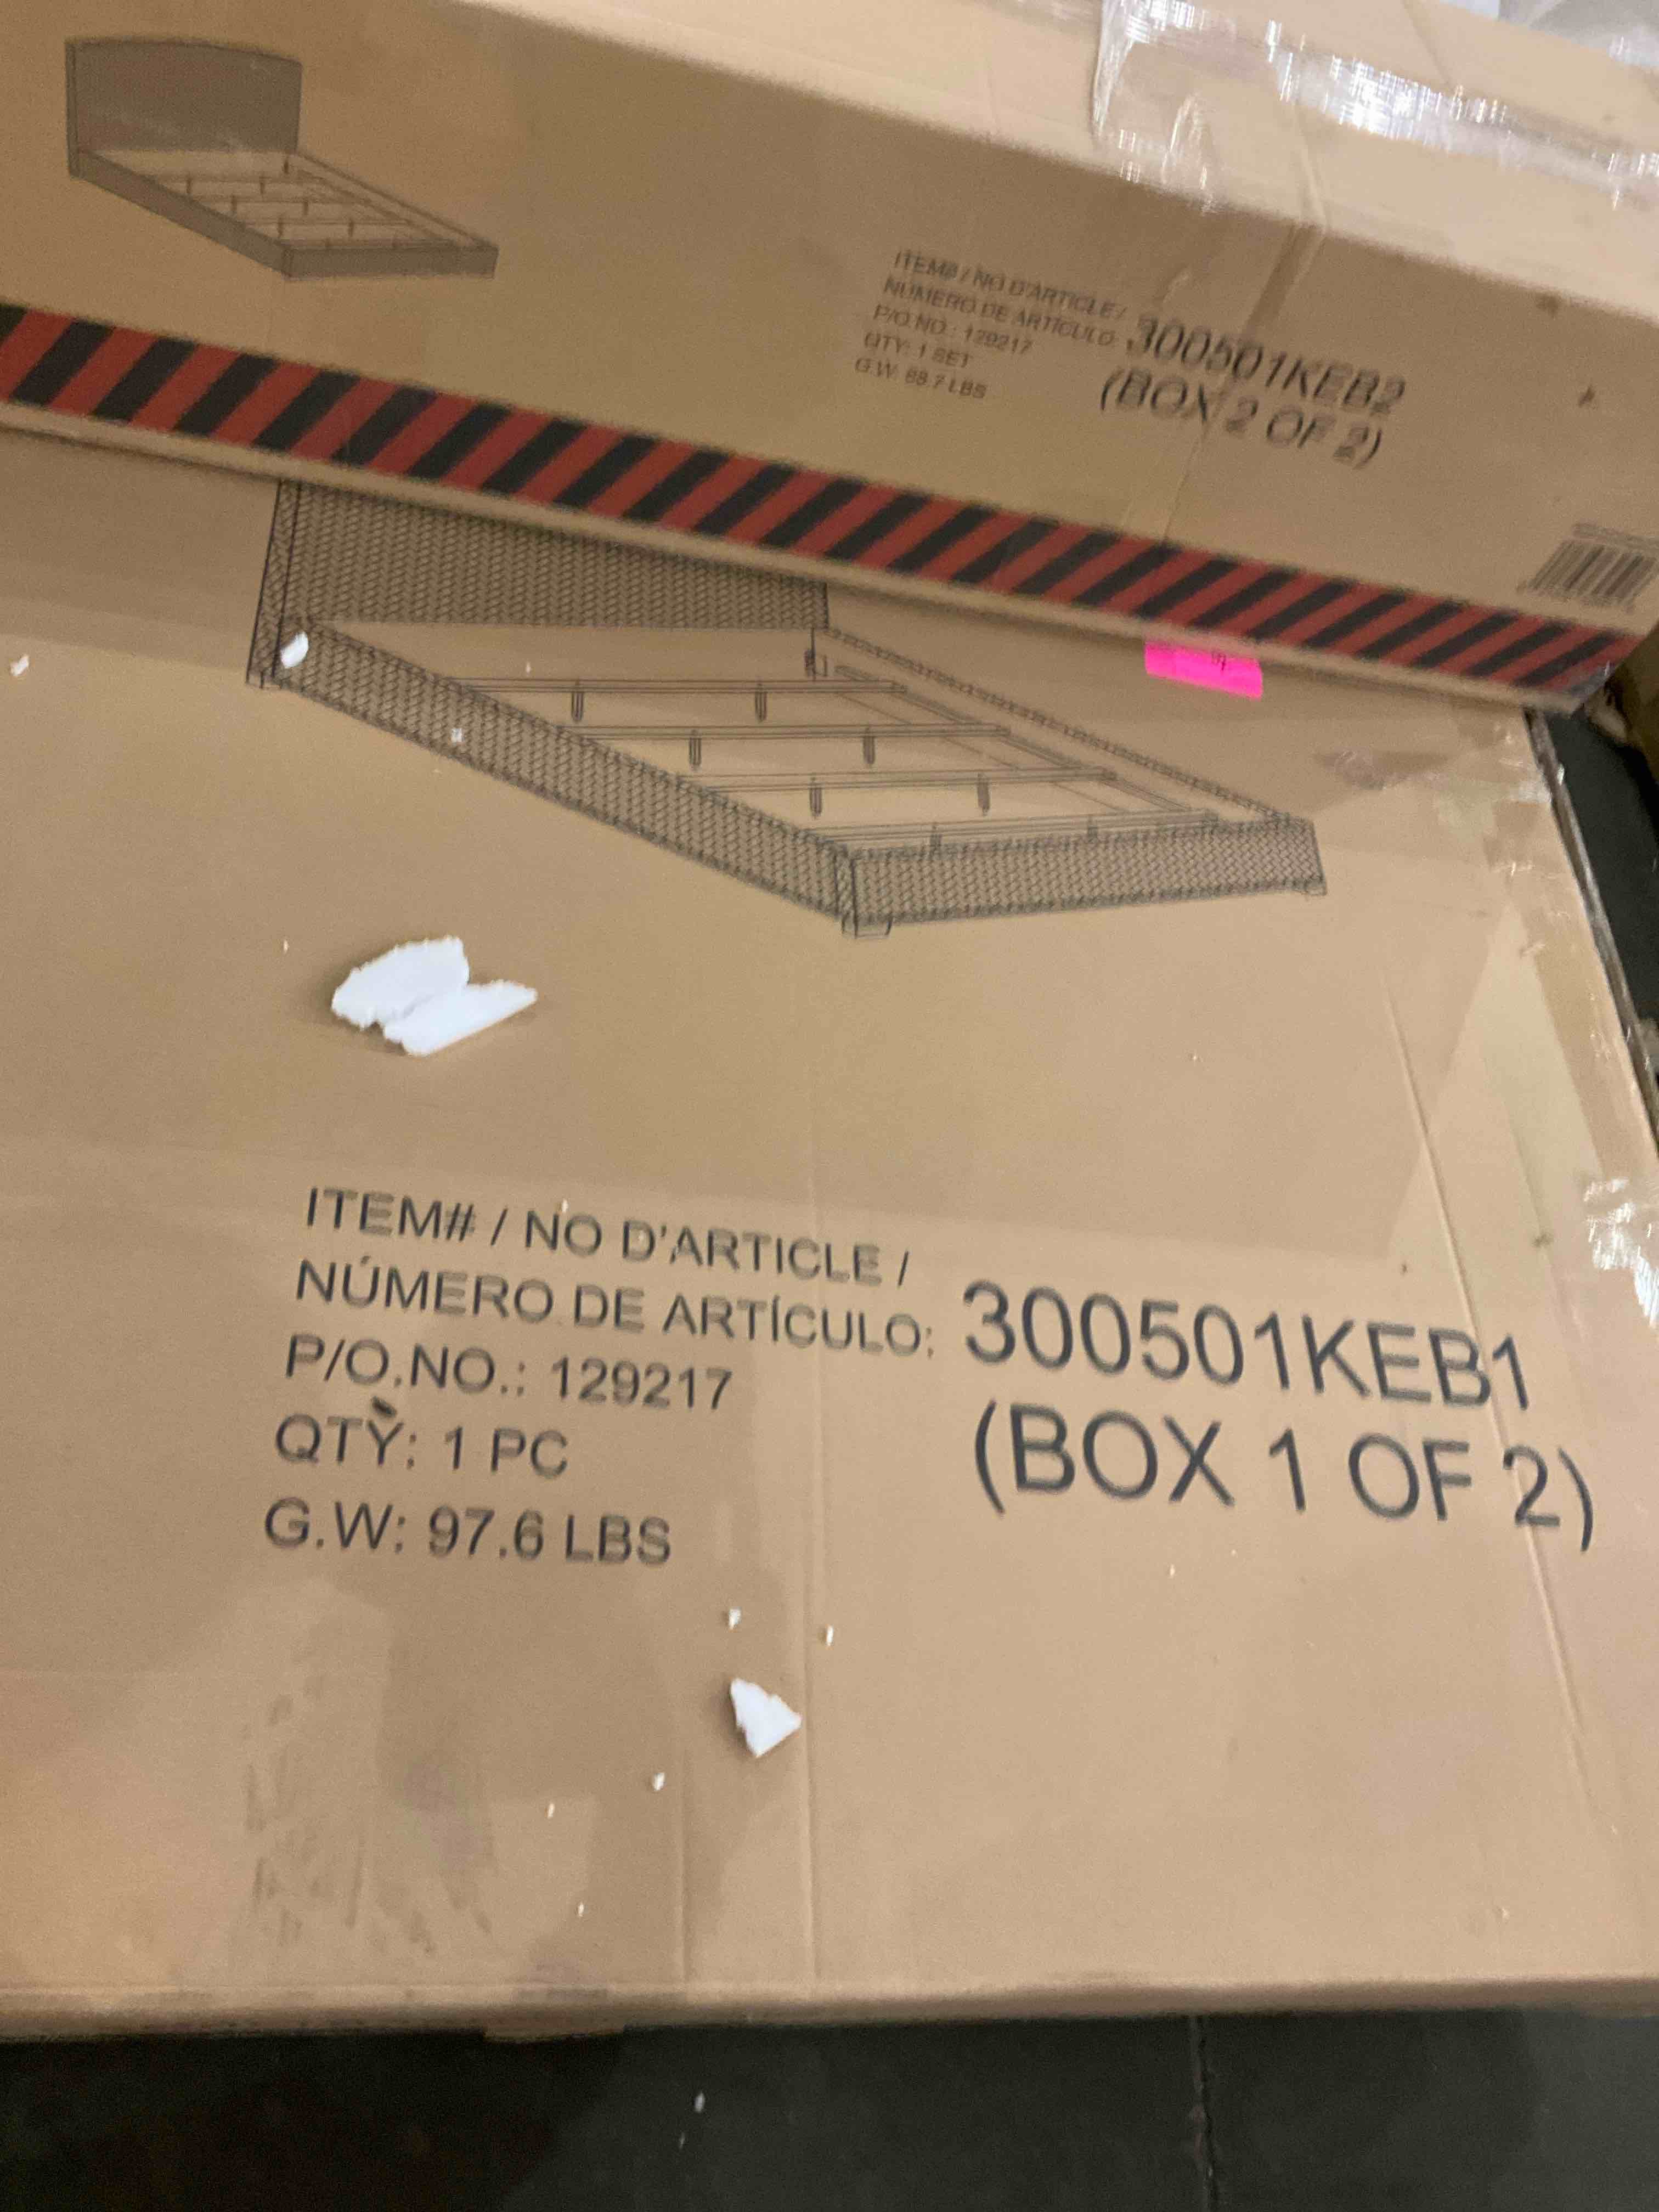 ITEM# / NO D'ARTICLE /
NÚMERO DE ARTÍCULO: 300501KEB2
P/O.NO.: 129217
(BOX 2 OF 2)
QTY: 1 SET
G.W: LBS
ITEM# / NO D'ARTICLE /
NÚMERO DE ARTÍCULO: 300501KEB1
P/O.NO.: 129217
(BOX 1 OF 2)
QTY: 1 PC
G.W: 97.6 LBS